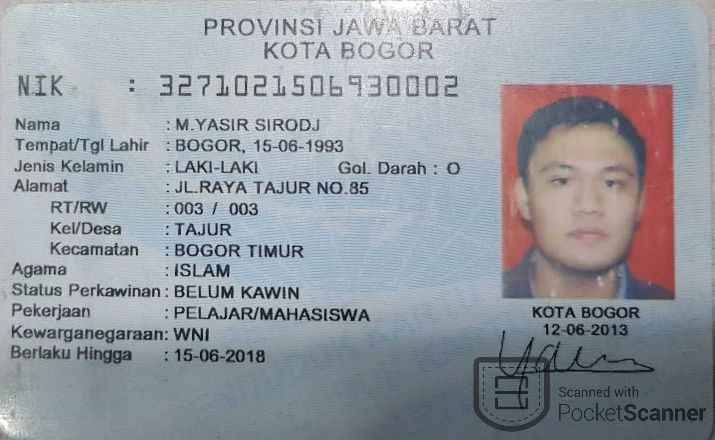 PROVINSI JAWA BARAT
KOTA BOGOR
NIK : 3271021506930002
Nama : M.YASIR SIRODJ
Tempat/Tgl Lahir : BOGOR, 15-06-1993
Jenis Kelamin : LAKI-LAKI Gol. Darah : O
Alamat : JL.RAYA TAJUR NO.85
RT/RW : 003 / 003
Kel/Desa : TAJUR
Kecamatan : BOGOR TIMUR
Agama : ISLAM
Status Perkawinan : BELUM KAWIN
Pekerjaan : PELAJAR/MAHASISWA
Kewarganegaraan : WNI
Berlaku Hingga : 15-06-2018
KOTA BOGOR
12-06-2013
Scanned with
PocketScanner